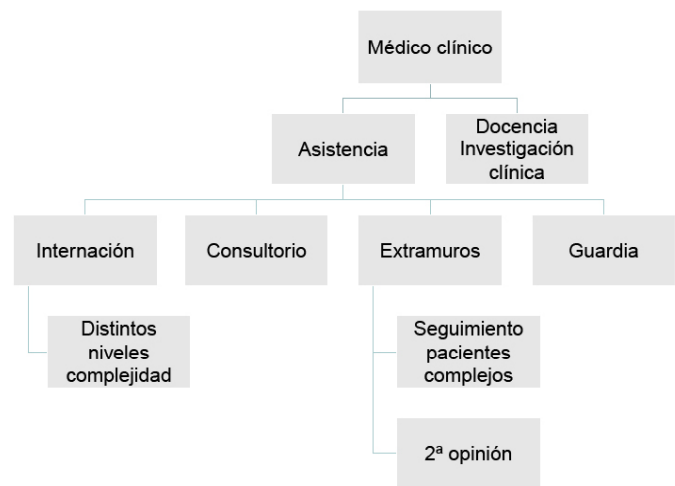 Médico clínico
Asistencia
Docencia
Investigación
clínica
Internación
Consultorio
Extramuros
Guardia
Distintos
niveles
complejidad
Seguimiento
pacientes
complejos
2ª opinión